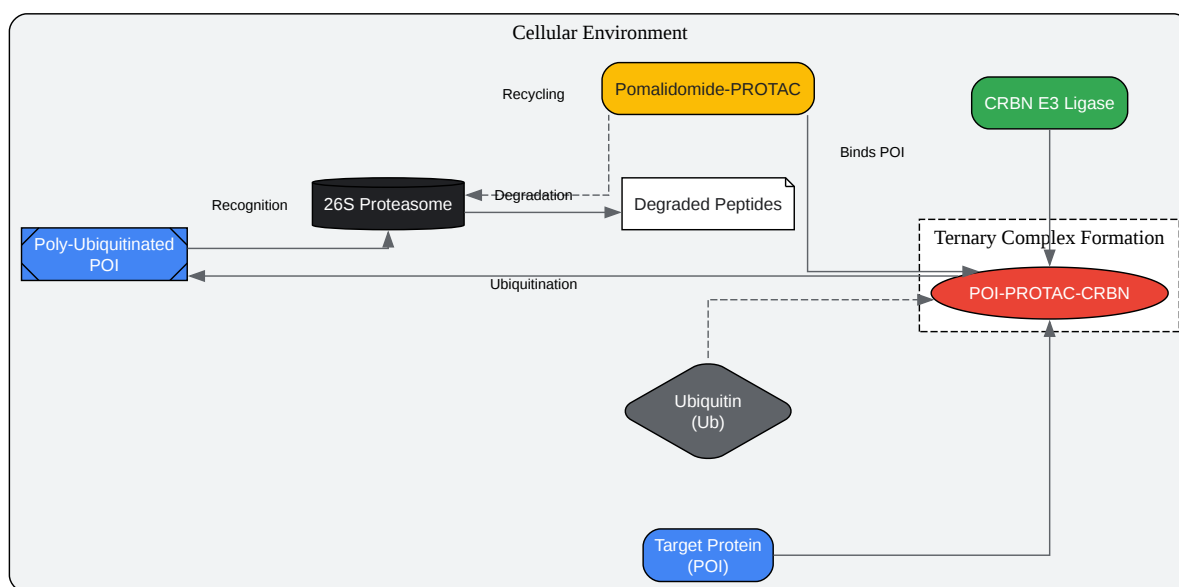 Cellular Environment
Recycling
Pomalidomide-PROTAC
CRBN E3 Ligase
Binds POI
Recognition
26S Proteasome
Degradation
Degraded Peptides
Poly-Ubiquitinated
POI
Ternary Complex Formation
Ubiquitination
POI-PROTAC-CRBN
Ubiquitin
(Ub)
Target Protein
(POI)